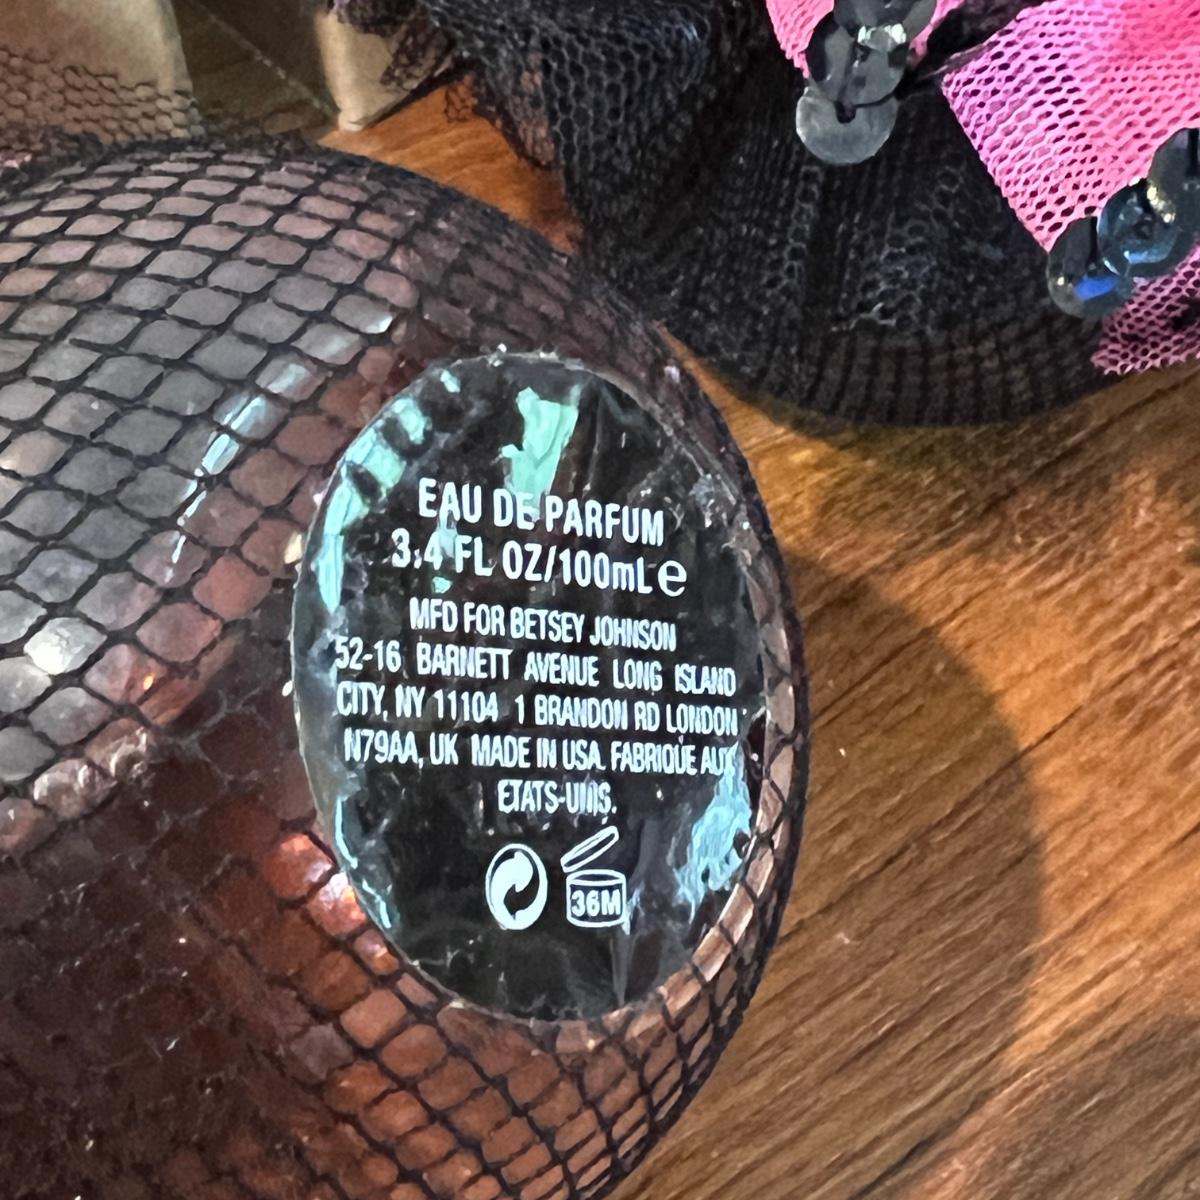 EAU DE PARFUM
3.4 FL OZ/100mL e
MFD FOR BETSEY JOHNSON
52-16 BARNETT AVENUE LONG ISLAND
CITY, NY 11104 1 BRANDON RD LONDON
N79AA, UK MADE IN USA. FABRIQUE AUX
ETATS-UNIS.
36M